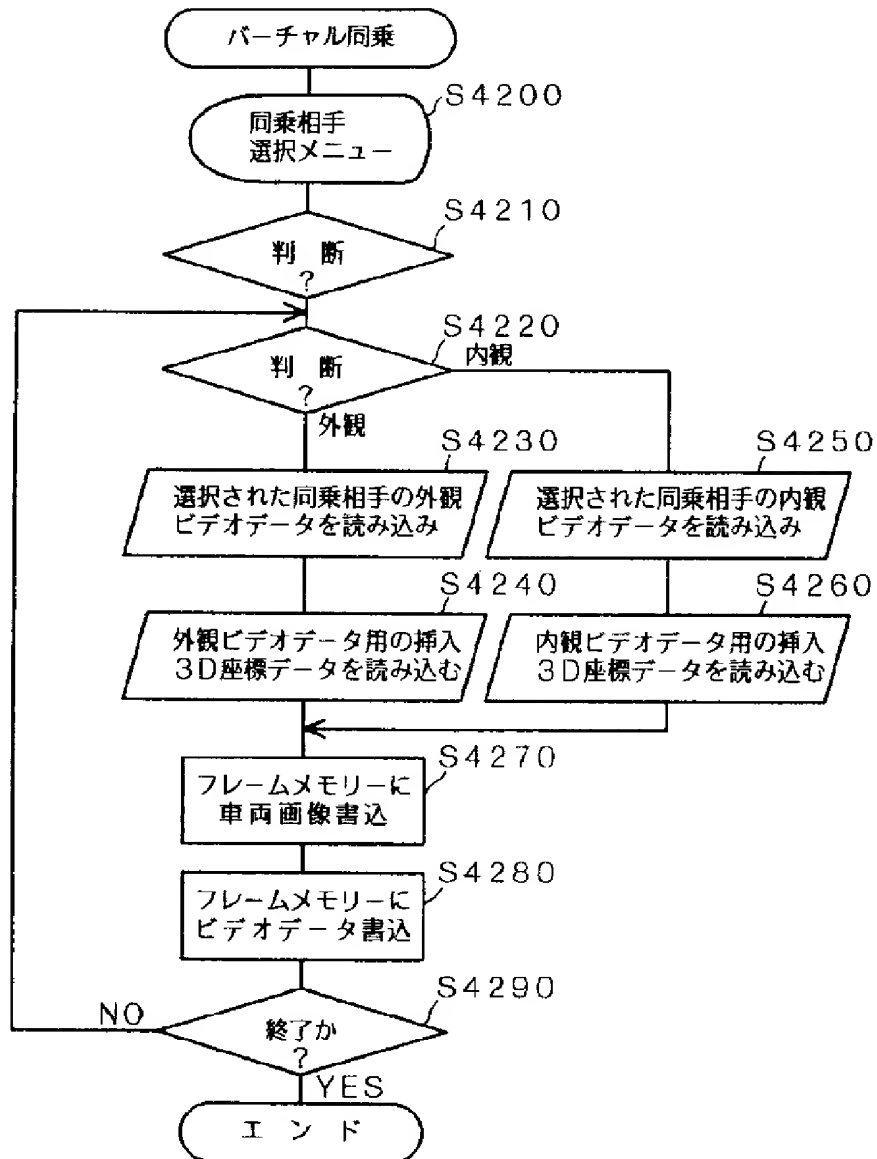 バーチャル同乗
S4200
同乗相手
選択メニュー
S4210
判 断
?
S4220
内観
判 断
?
外観
S4230
選択された同乗相手の外観
ビデオデータを読み込み
S4250
選択された同乗相手の内観
ビデオデータを読み込み
S4240
外観ビデオデータ用の挿入
3D座標データを読み込む
S4260
内観ビデオデータ用の挿入
3D座標データを読み込む
S4270
フレームメモリーに
車両画像書込
S4280
フレームメモリーに
ビデオデータ書込
S4290
NO
終了か
?
YES
エ ン ド